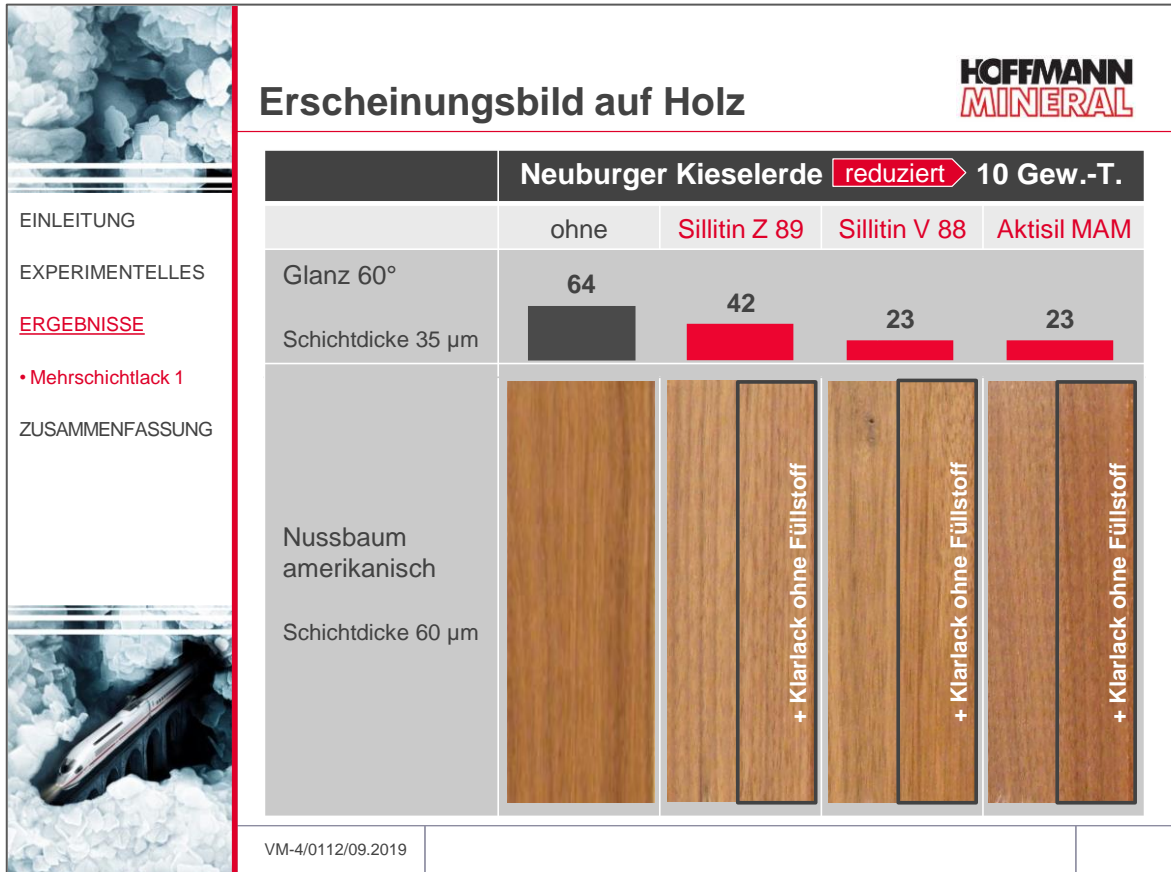 Erscheinungsbild auf Holz
HOFFMANN
MINERAL
EINLEITUNG
EXPERIMENTELLES
ERGEBNISSE
• Mehrschichtlack 1
ZUSAMMENFASSUNG
Neuburger Kieselerde reduziert 10 Gew.-T.
ohne Sillitin Z 89 Sillitin V 88 Aktisil MAM
Glanz 60°
Schichtdicke 35 µm
64 42 23 23
Nussbaum
amerikanisch
Schichtdicke 60 µm
+ Klarlack ohne Füllstoff
+ Klarlack ohne Füllstoff
+ Klarlack ohne Füllstoff
VM-4/0112/09.2019